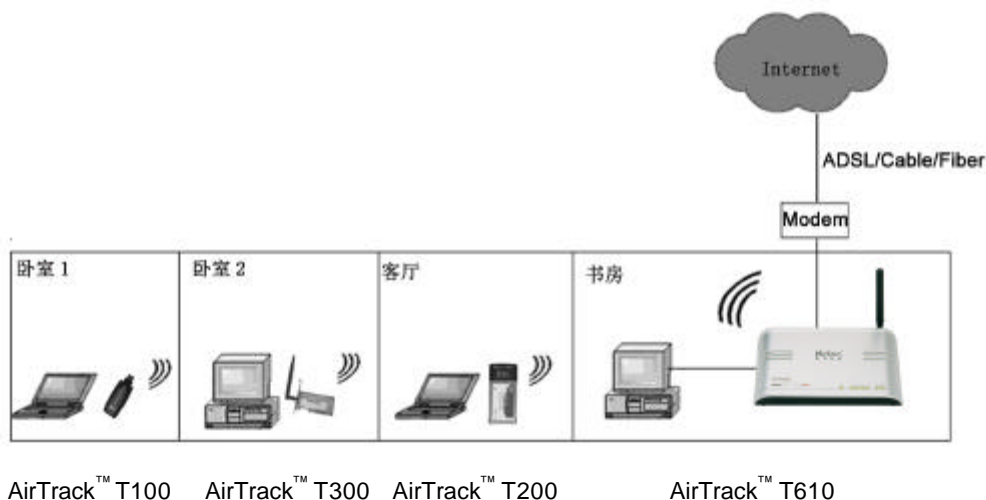 Internet
ADSL/Cable/Fiber
Modem
卧室 1
卧室 2
客厅
书房
AirTrack™ T100 AirTrack™ T300 AirTrack™ T200 AirTrack™ T610